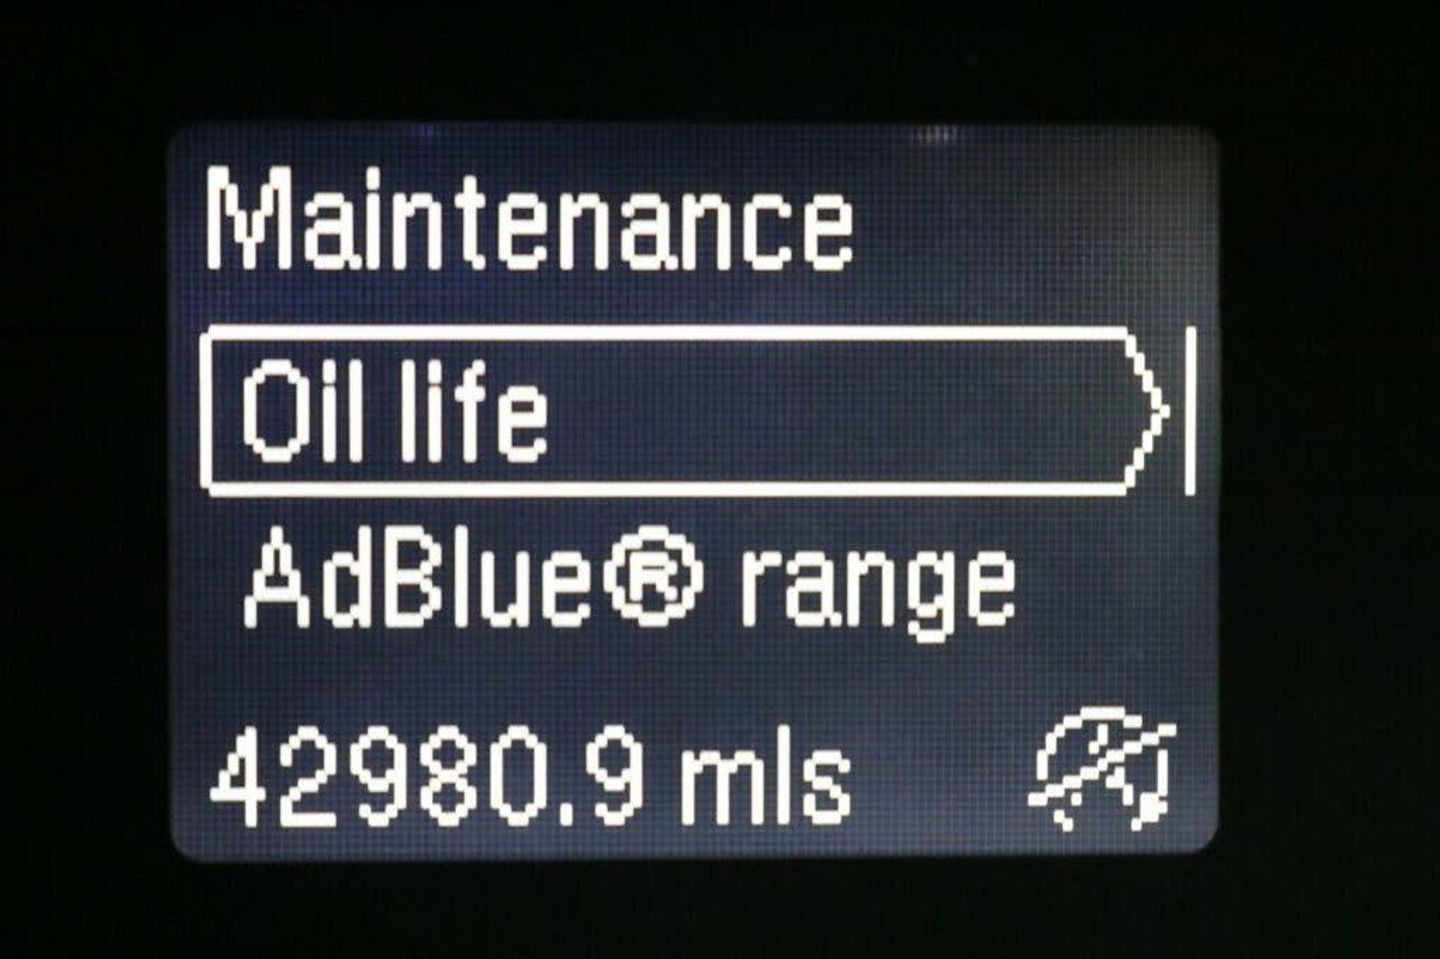 Maintenance
Oil life
AdBlue® range
42980.9 mls